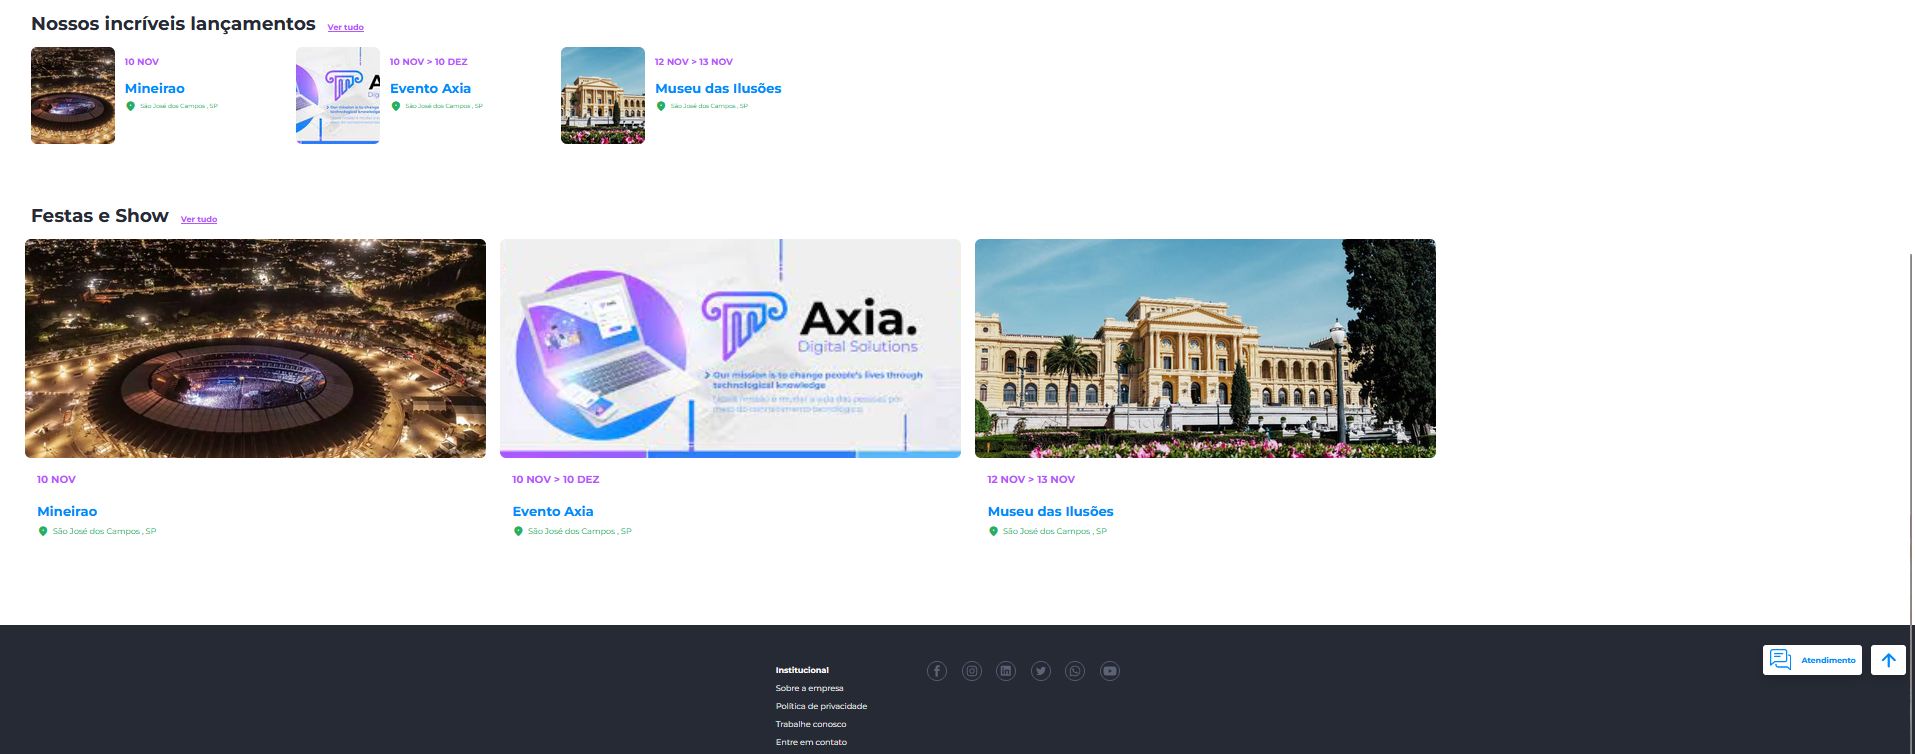 Nossos incríveis lançamentos Ver tudo
10 NOV
Mineirao
São José dos Campos , SP
10 NOV > 10 DEZ
Evento Axia
São José dos Campos , SP
12 NOV > 13 NOV
Museu das Ilusões
São José dos Campos , SP
Festas e Show Ver tudo
Axia.
Digital Solutions
Our mission is to change people's lives through
technological knowledge
10 NOV
Mineirao
São José dos Campos , SP
10 NOV > 10 DEZ
Evento Axia
São José dos Campos , SP
12 NOV > 13 NOV
Museu das Ilusões
São José dos Campos , SP
Institucional
Sobre a empresa
Política de privacidade
Trabalhe conosco
Entre em contato
Atendimento